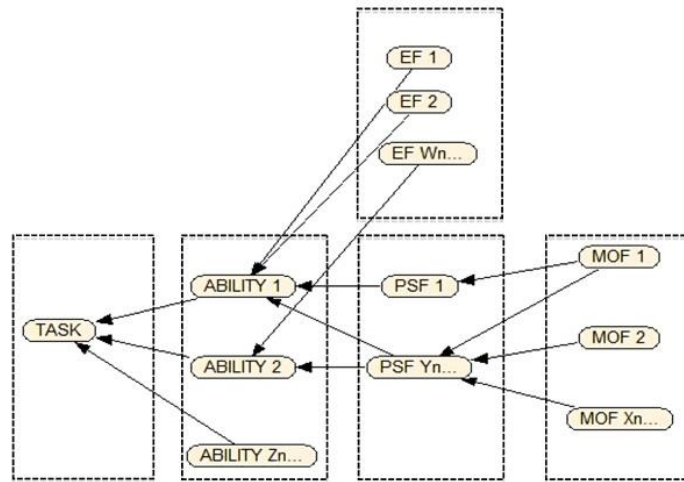 EF 1
EF 2
EF Wn...
ABILITY 1
PSF 1
MOF 1
TASK
ABILITY 2
PSF Yn...
MOF 2
ABILITY Zn...
MOF Xn...